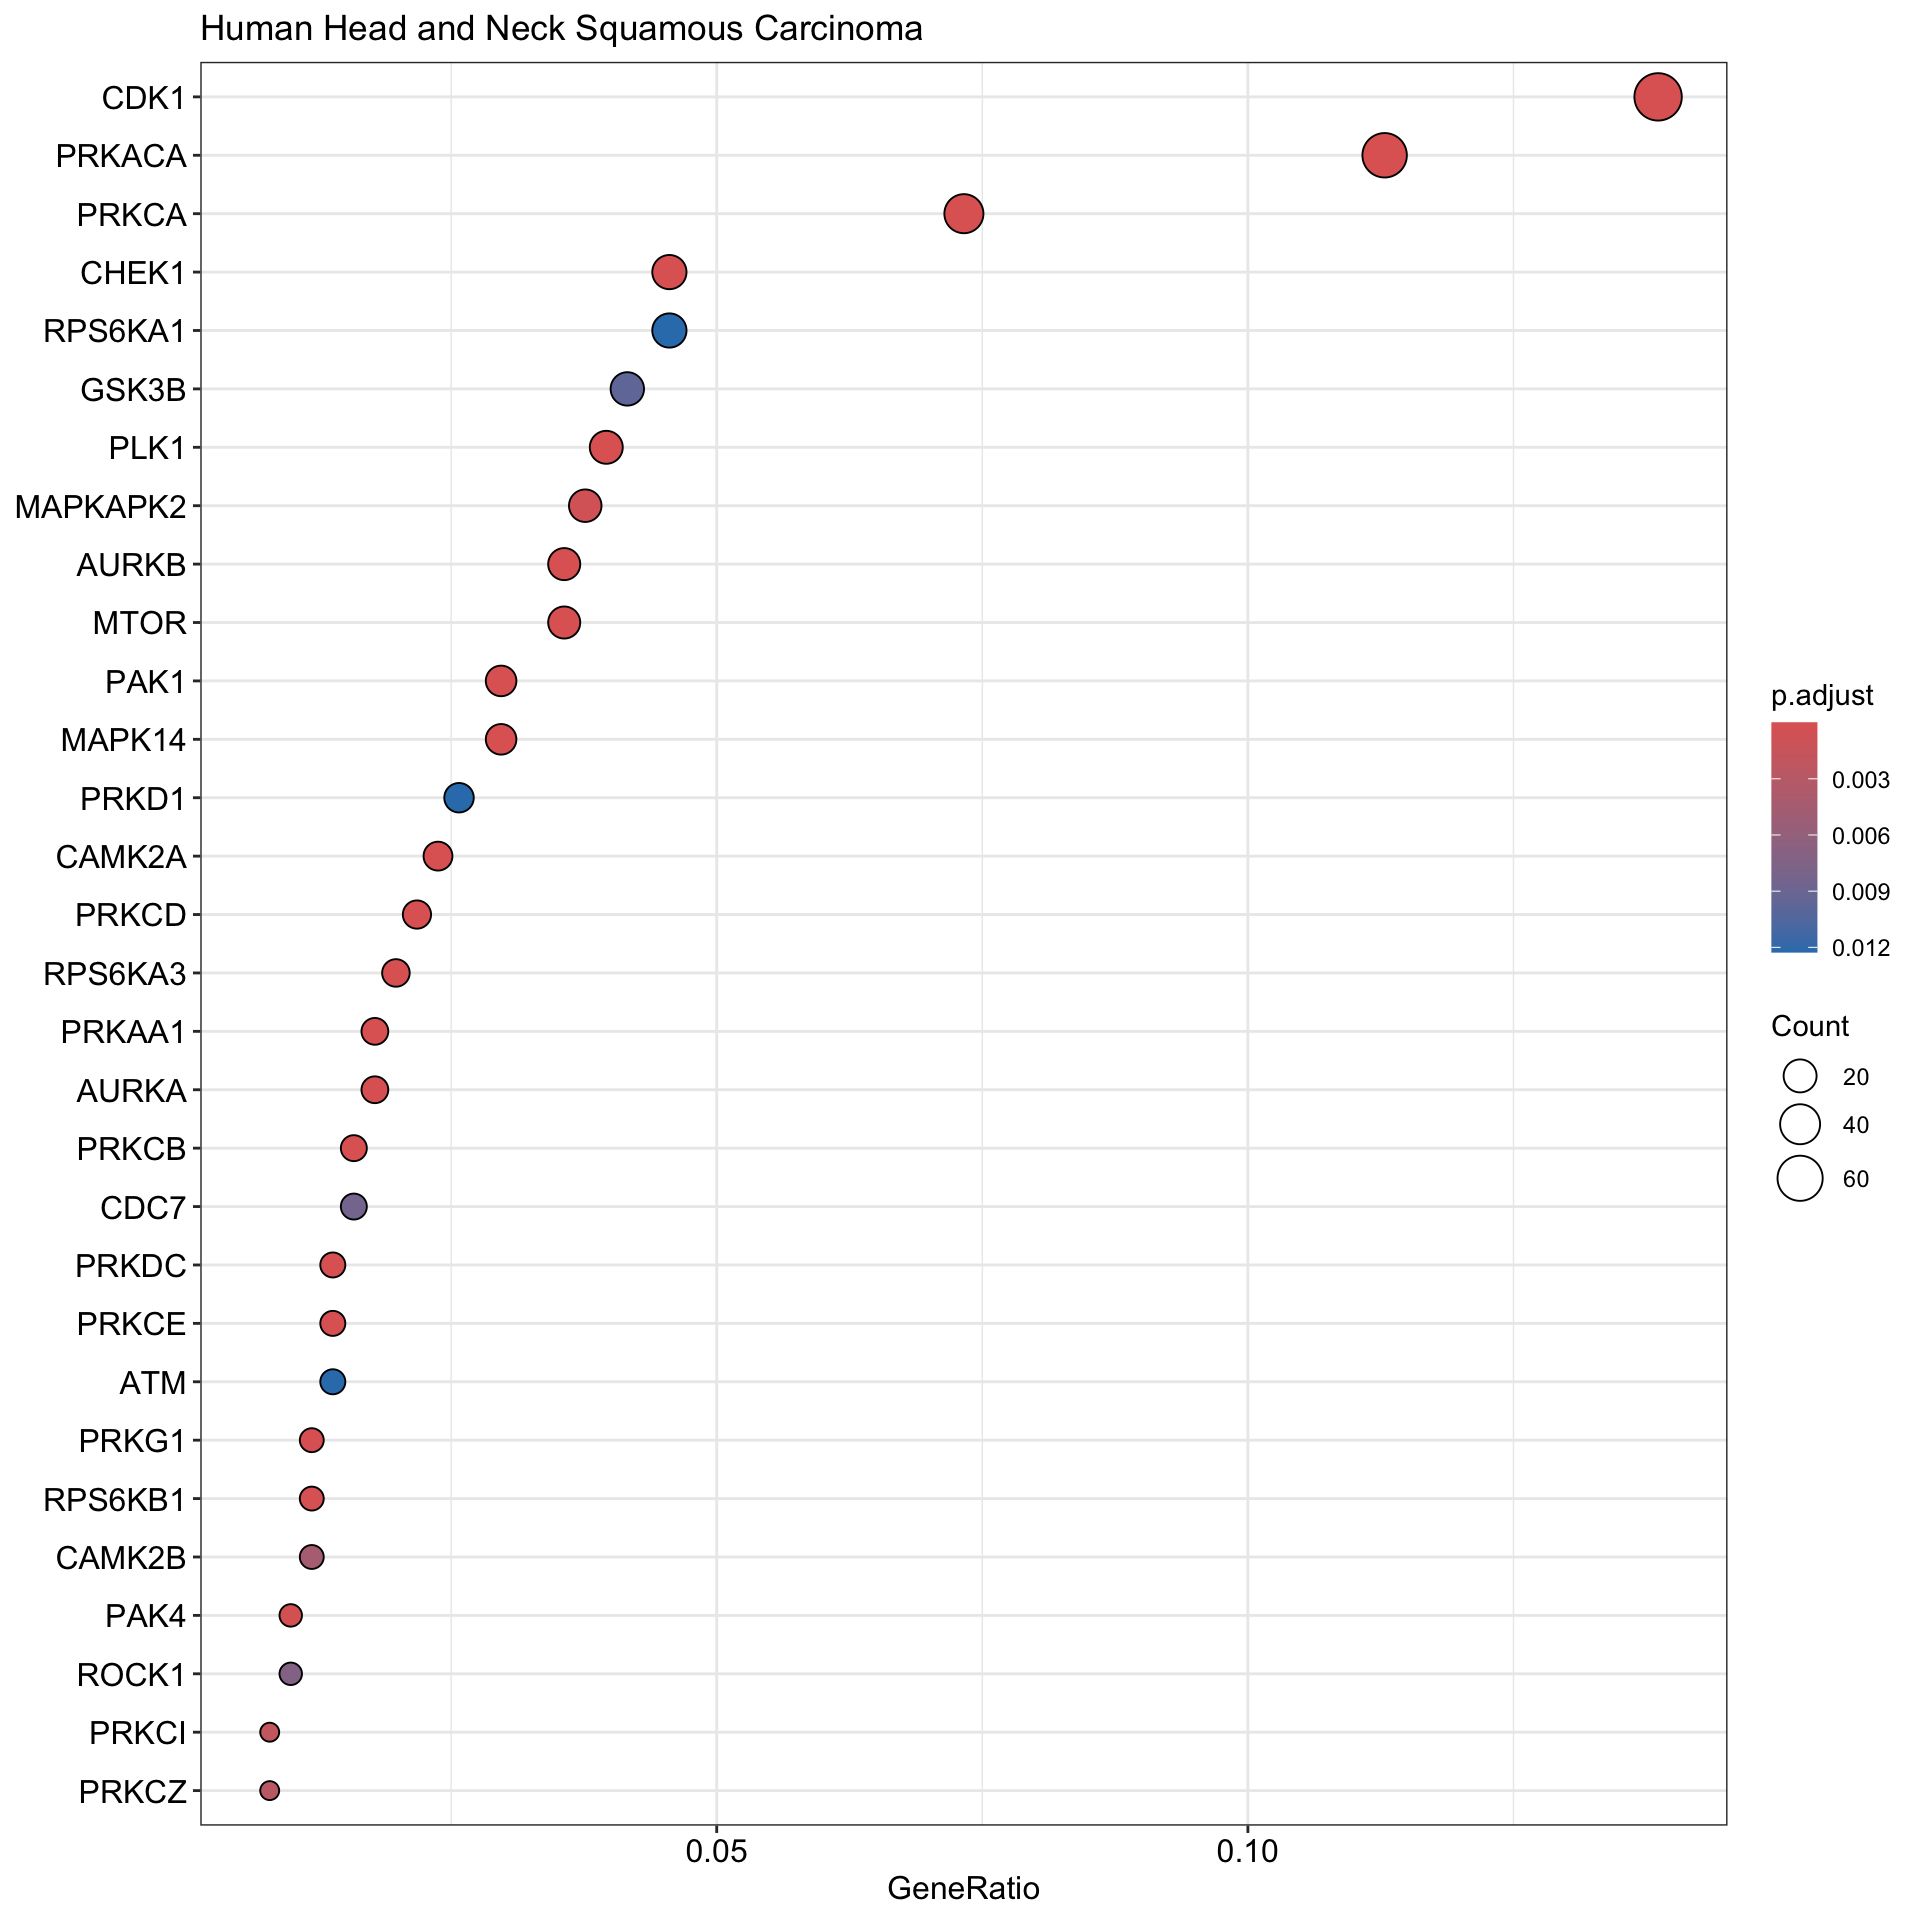 Human Head and Neck Squamous Carcinoma
CDK1
PRKACA
PRKCA
CHEK1
RPS6KA1
GSK3B
PLK1
MAPKAPK2
AURKB
MTOR
PAK1
MAPK14
PRKD1
CAMK2A
PRKCD
RPS6KA3
PRKAA1
AURKA
PRKCB
CDC7
PRKDC
PRKCE
ATM
PRKG1
RPS6KB1
CAMK2B
PAK4
ROCK1
PRKCI
PRKCZ
0.05 0.10
GeneRatio
p.adjust
0.003
0.006
0.009
0.012
Count
20
40
60